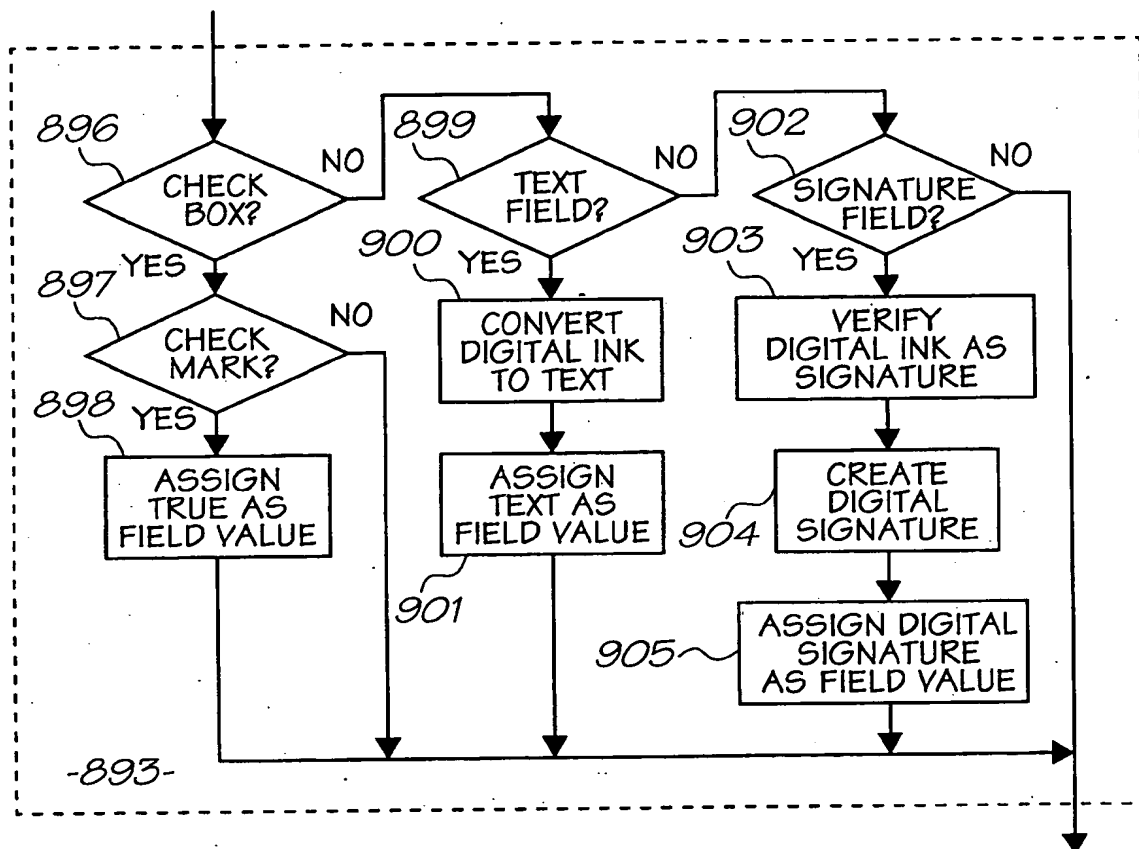 896
CHECK
BOX?
NO
YES
897
CHECK
MARK?
NO
YES
898
ASSIGN
TRUE AS
FIELD VALUE
899
TEXT
FIELD?
NO
YES
900
CONVERT
DIGITAL INK
TO TEXT
ASSIGN
TEXT AS
FIELD VALUE
901
902
SIGNATURE
FIELD?
NO
YES
903
VERIFY
DIGITAL INK AS
SIGNATURE
CREATE
DIGITAL
SIGNATURE
904
ASSIGN DIGITAL
SIGNATURE
AS FIELD VALUE
905
-893-